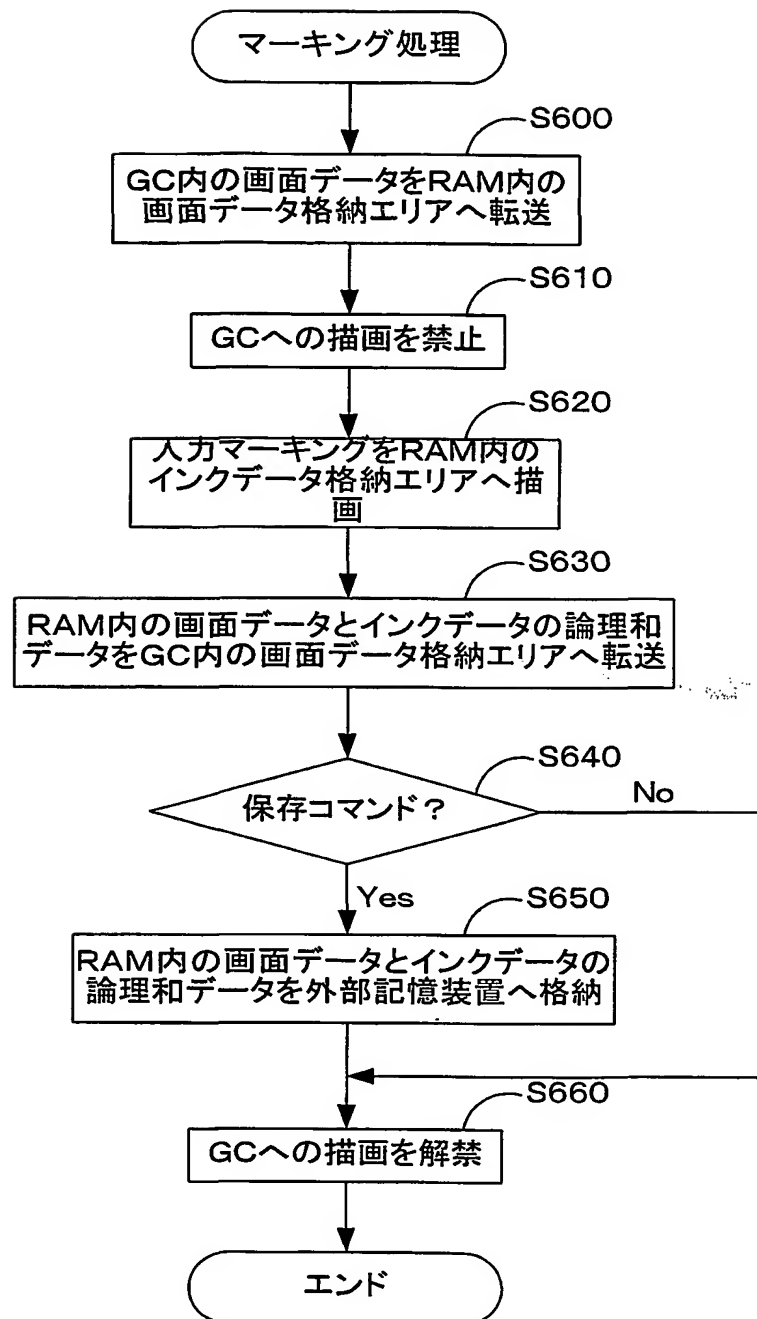 マーキング処理
S600
GC内の画面データをRAM内の
画面データ格納エリアへ転送
S610
GCへの描画を禁止
S620
入力マーキングをRAM内の
インクデータ格納エリアへ描
画
S630
RAM内の画面データとインクデータの論理和
データをGC内の画面データ格納エリアへ転送
S640
保存コマンド？
No
Yes
S650
RAM内の画面データとインクデータの
論理和データを外部記憶装置へ格納
S660
GCへの描画を解禁
エンド